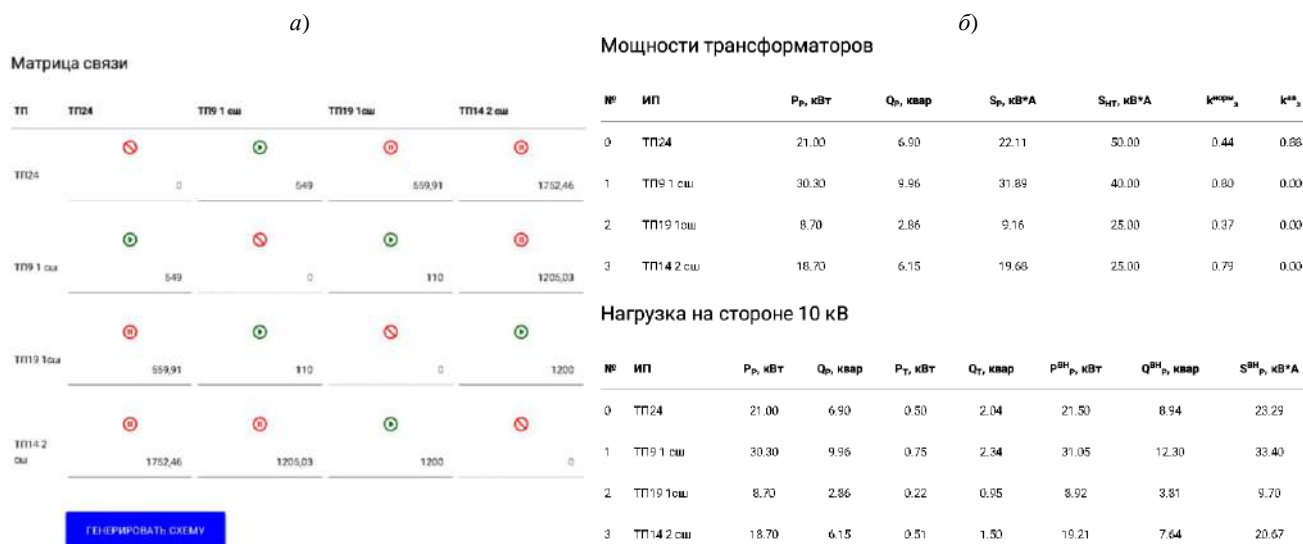 а)
б)
Матрица связи
ТП ТП24 ТП9 1 сш ТП19 1сш ТП14 2 сш
ТП24
0 549 559,91 1752,46
ТП9 1 сш
549 0 110 1205,03
ТП19 1сш
559,91 110 0 1200
ТП14 2
сш
1752,46 1205,03 1200 0
ГЕНЕРИРОВАТЬ СХЕМУ
Мощности трансформаторов
№ ИП Pр, кВт Qр, квар Sр, кВ*А Sнт, кВ*А kнормз kавз
0 ТП24 21.00 6.90 22.11 50.00 0.44 0.88
1 ТП9 1 сш 30.30 9.96 31.89 40.00 0.80 0.00
2 ТП19 1сш 8.70 2.86 9.16 25.00 0.37 0.00
3 ТП14 2 сш 18.70 6.15 19.68 25.00 0.79 0.00
Нагрузка на стороне 10 кВ
№ ИП Pр, кВт Qр, квар Pт, кВт Qт, квар PВНр, кВт QВНр, квар SВНр, кВ*А
0 ТП24 21.00 6.90 0.50 2.04 21.50 8.94 23.29
1 ТП9 1 сш 30.30 9.96 0.75 2.34 31.05 12.30 33.40
2 ТП19 1сш 8.70 2.86 0.22 0.95 8.92 3.81 9.70
3 ТП14 2 сш 18.70 6.15 0.51 1.50 19.21 7.64 20.67